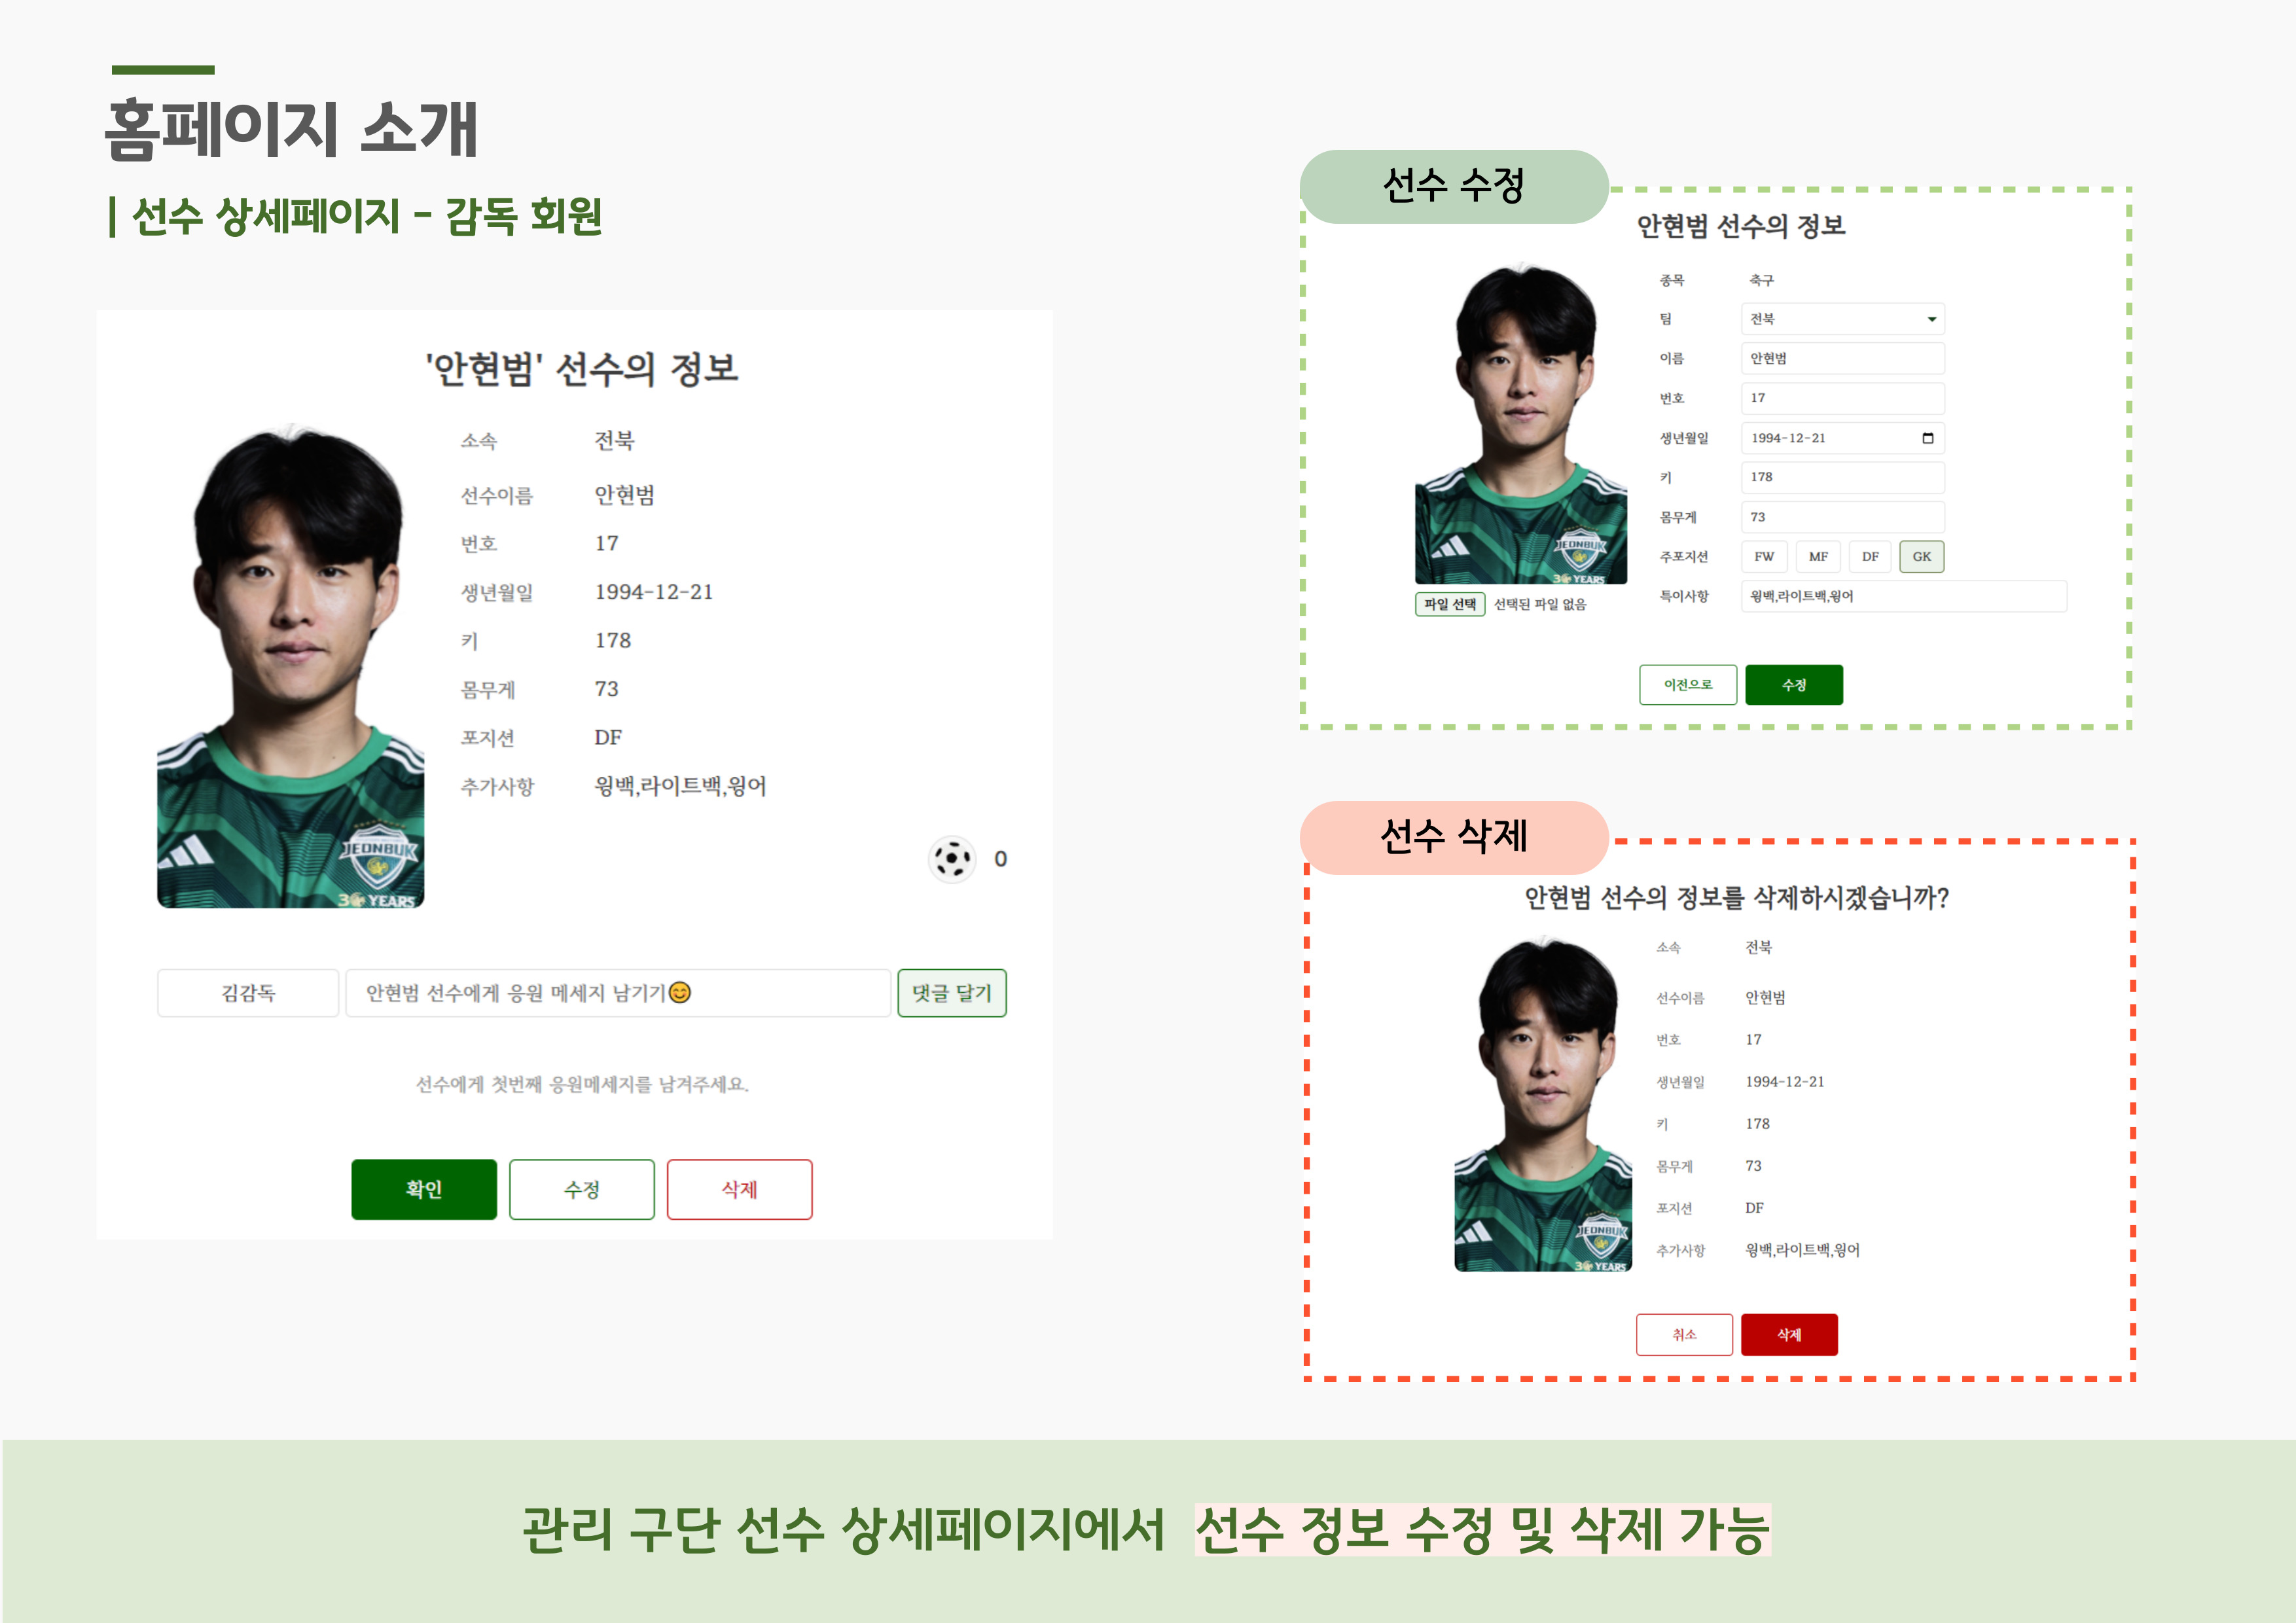 홈페이지 소개
| 선수 상세페이지 - 감독 회원
'안현범' 선수의 정보
소속 전북
선수이름 안현범
번호 17
생년월일 1994-12-21
키 178
몸무게 73
포지션 DF
추가사항 윙백,라이트백,윙어
JEONBUK
30 YEARS
0
김감독 안현범 선수에게 응원 메세지 남기기😊 댓글 달기
선수에게 첫번째 응원메세지를 남겨주세요.
확인 수정 삭제
선수 수정
안현범 선수의 정보
종목 축구
팀 전북
이름 안현범
번호 17
생년월일 1994-12-21
키 178
몸무게 73
주포지션 FW MF DF GK
특이사항 윙백,라이트백,윙어
JEONBUK
30 YEARS
파일 선택 선택된 파일 없음
이전으로 수정
선수 삭제
안현범 선수의 정보를 삭제하시겠습니까?
소속 전북
선수이름 안현범
번호 17
생년월일 1994-12-21
키 178
몸무게 73
포지션 DF
추가사항 윙백,라이트백,윙어
JEONBUK
30 YEARS
취소 삭제
관리 구단 선수 상세페이지에서 선수 정보 수정 및 삭제 가능